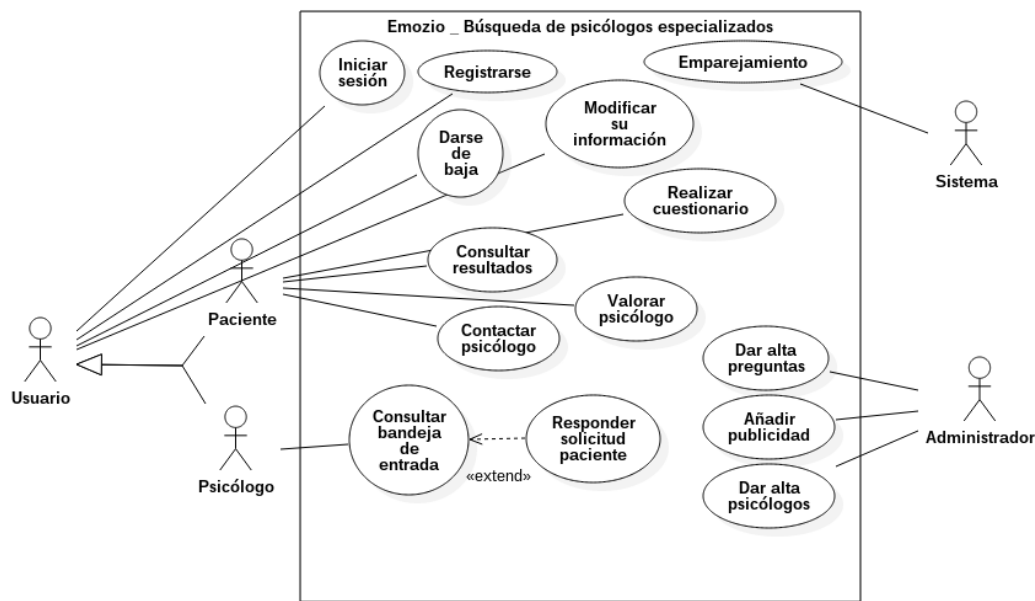 Emozio _ Búsqueda de psicólogos especializados
Iniciar
sesión
Registrarse
Emparejamiento
Modificar
su
información
Darse
de
baja
Sistema
Realizar
cuestionario
Consultar
resultados
Paciente
Valorar
psicólogo
Contactar
psicólogo
Usuario
Dar alta
preguntas
Consultar
bandeja
de
entrada
Responder
solicitud
paciente
Añadir
publicidad
Administrador
«extend»
Psicólogo
Dar alta
psicólogos